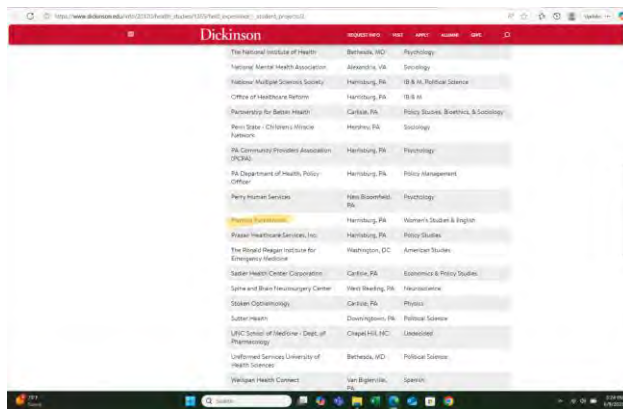 Dickinson
REQUEST INFO VISIT APPLY ALUMNI GIVE
The National Institute of Health Bethesda, MD Psychology
National Mental Health Association Alexandria, VA Sociology
National Multiple Sclerosis Society Harrisburg, PA IB & M, Political Science
Office of Healthcare Reform Harrisburg, PA IB & M
Partnership for Better Health Carlisle, PA Policy Studies, Bioethics, & Sociology
Penn State - Children's Miracle Hershey, PA Sociology
Network
PA Community Providers Association Harrisburg, PA Psychology
(PCPA)
PA Department of Health, Policy Harrisburg, PA Policy Management
Officer
Perry Human Services New Bloomfield, Psychology
PA
Harrisburg, PA Women's Studies & English
Praxer Healthcare Services, Inc. Harrisburg, PA Policy Studies
The Ronald Reagan Institute for Washington, DC American Studies
Emergency Medicine
Sadler Health Center Corporation Carlisle, PA Economics & Policy Studies
Spine and Brain Neurosurgery Center West Reading, PA Neuroscience
Stoken Opthamology Carlisle, PA Physics
Sutter Health Downingtown, PA Political Science
UNC School of Medicine - Dept. of Chapel Hill, NC Undecided
Pharmacology
Uniformed Services University of Bethesda, MD Political Science
Health Sciences
Wellspan Health Connect Van Biglerville, Spanish
PA
Search